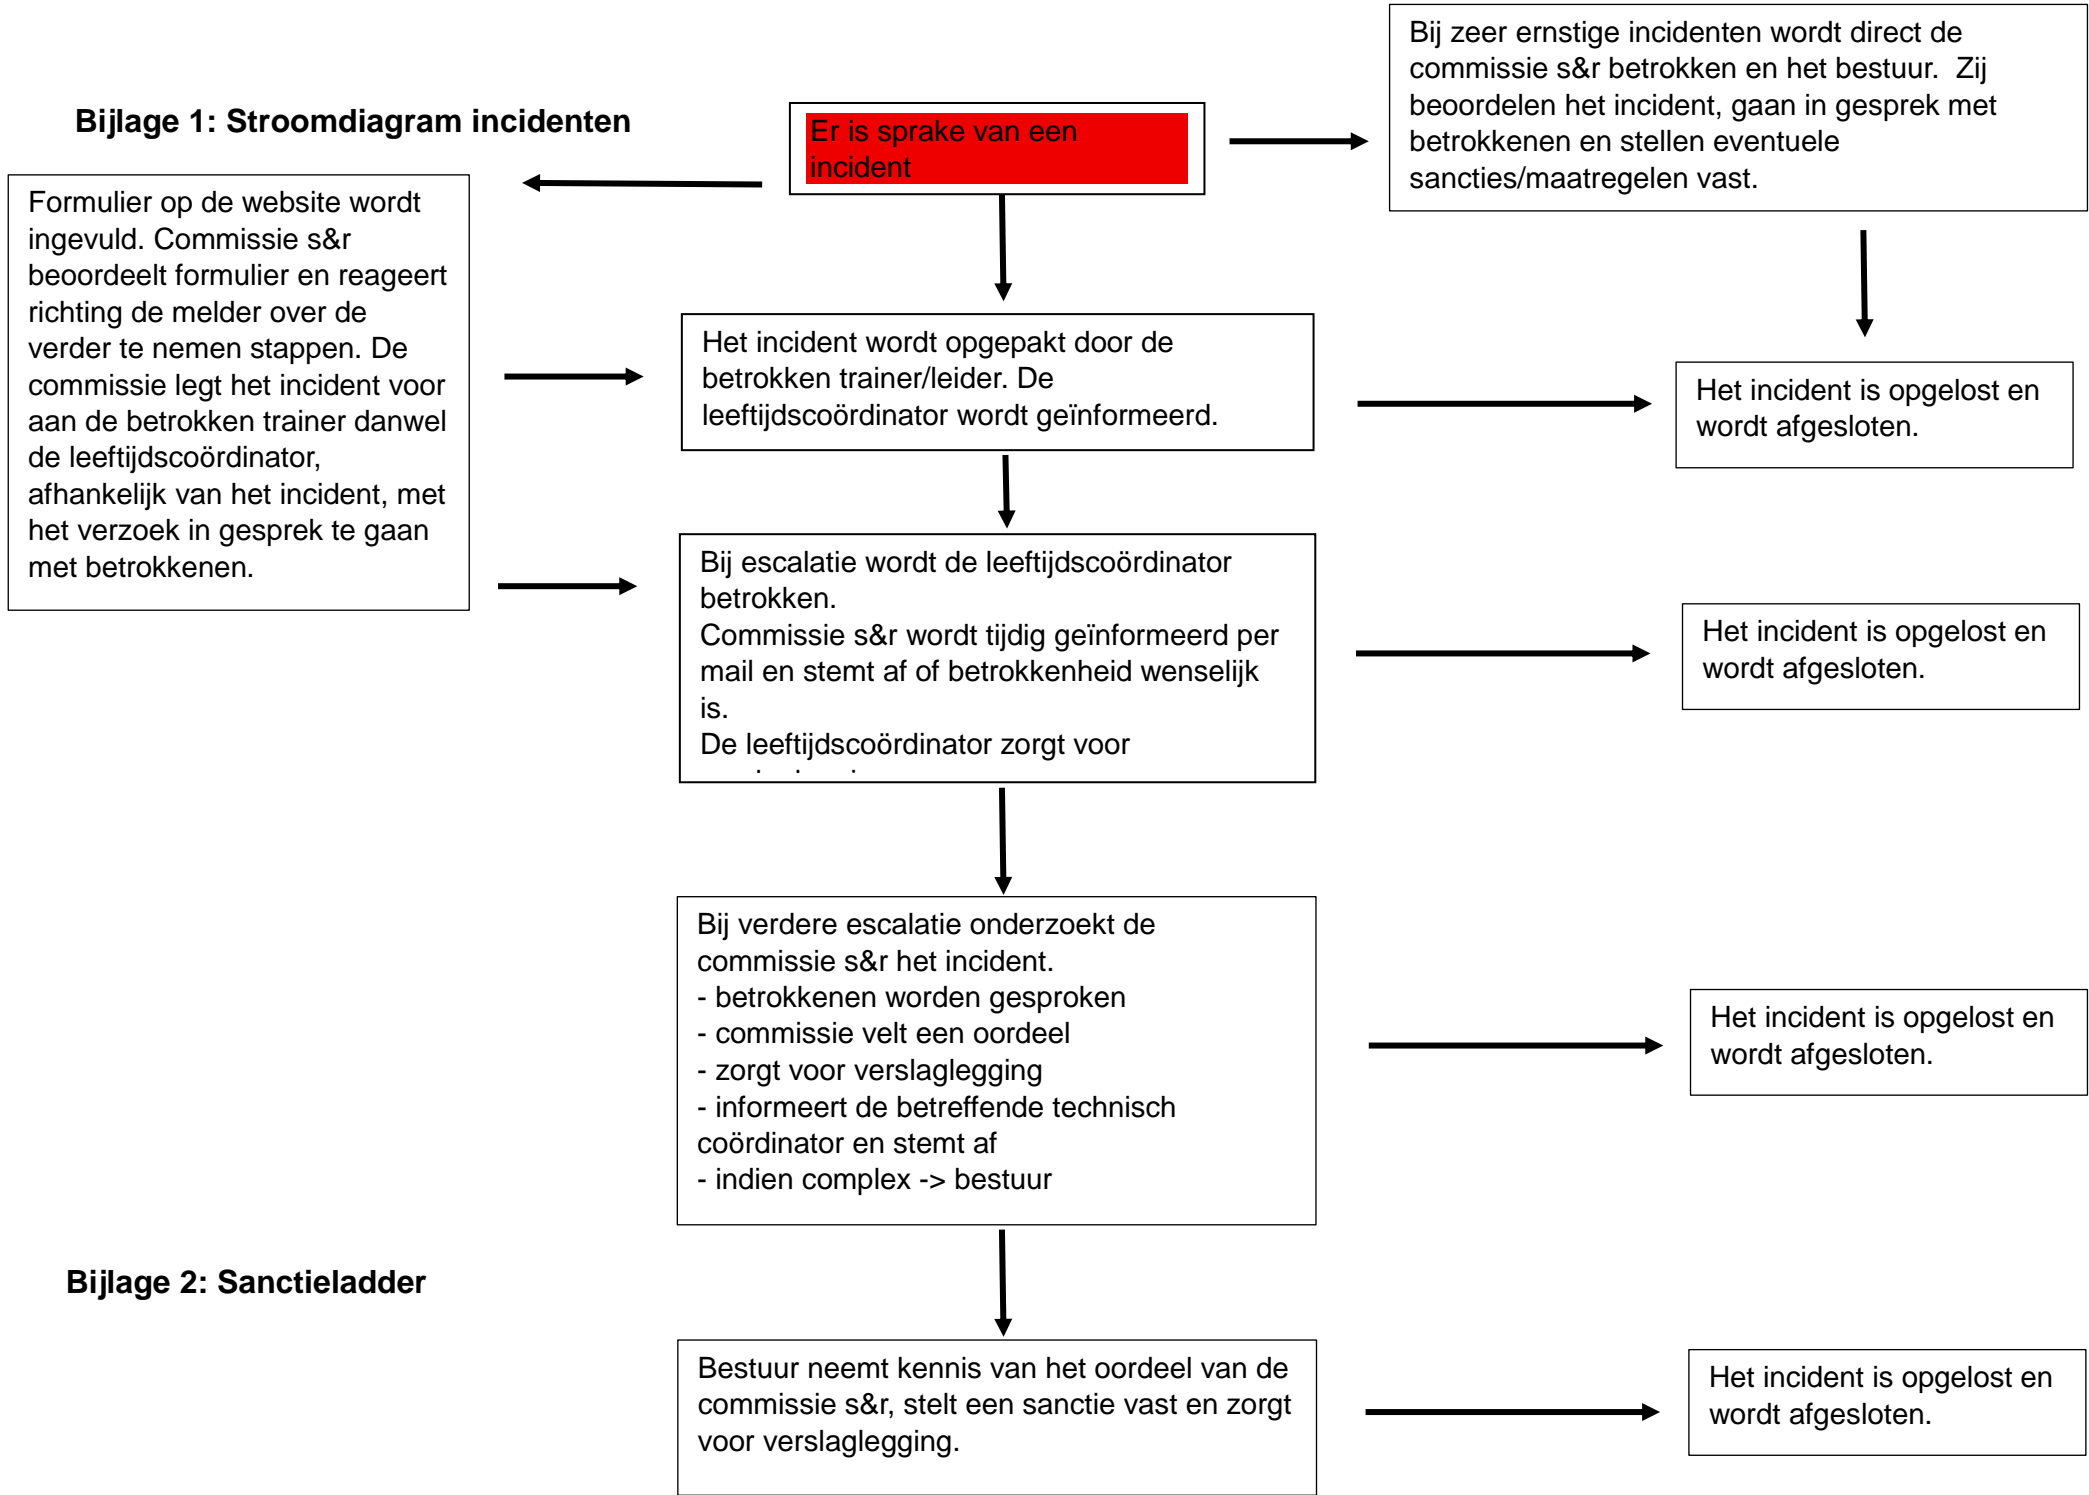 Bijlage 1: Stroomdiagram incidenten
Er is sprake van een
incident
Bij zeer ernstige incidenten wordt direct de
commissie s&r betrokken en het bestuur.  Zij
beoordelen het incident, gaan in gesprek met
betrokkenen en stellen eventuele
sancties/maatregelen vast.
Formulier op de website wordt
ingevuld. Commissie s&r
beoordeelt formulier en reageert
richting de melder over de
verder te nemen stappen. De
commissie legt het incident voor
aan de betrokken trainer danwel
de leeftijdscoördinator,
afhankelijk van het incident, met
het verzoek in gesprek te gaan
met betrokkenen.
Het incident wordt opgepakt door de
betrokken trainer/leider. De
leeftijdscoördinator wordt geïnformeerd.
Het incident is opgelost en
wordt afgesloten.
Bij escalatie wordt de leeftijdscoördinator
betrokken.
Commissie s&r wordt tijdig geïnformeerd per
mail en stemt af of betrokkenheid wenselijk
is.
De leeftijdscoördinator zorgt voor
Het incident is opgelost en
wordt afgesloten.
Bij verdere escalatie onderzoekt de
commissie s&r het incident.
- betrokkenen worden gesproken
- commissie velt een oordeel
- zorgt voor verslaglegging
- informeert de betreffende technisch
coördinator en stemt af
- indien complex -> bestuur
Het incident is opgelost en
wordt afgesloten.
Bijlage 2: Sanctieladder
Bestuur neemt kennis van het oordeel van de
commissie s&r, stelt een sanctie vast en zorgt
voor verslaglegging.
Het incident is opgelost en
wordt afgesloten.